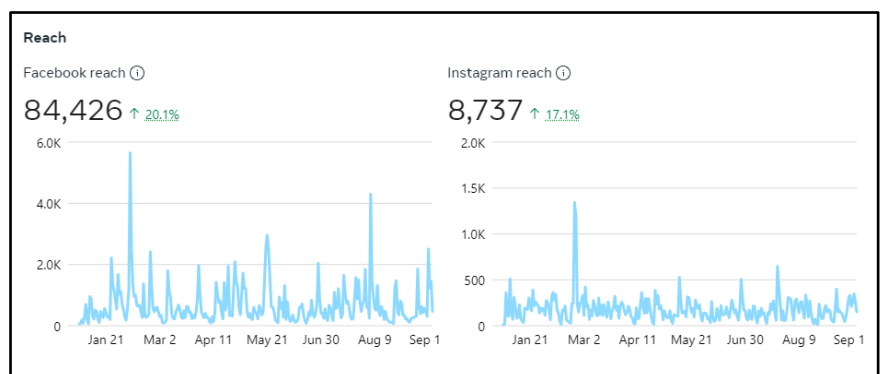 Reach
Facebook reach
84,426 ↑ 20.1%
6.0K
4.0K
2.0K
0
Jan 21 Mar 2 Apr 11 May 21 Jun 30 Aug 9 Sep 1
Instagram reach
8,737 ↑ 17.1%
2.0K
1.5K
1.0K
500
0
Jan 21 Mar 2 Apr 11 May 21 Jun 30 Aug 9 Sep 1